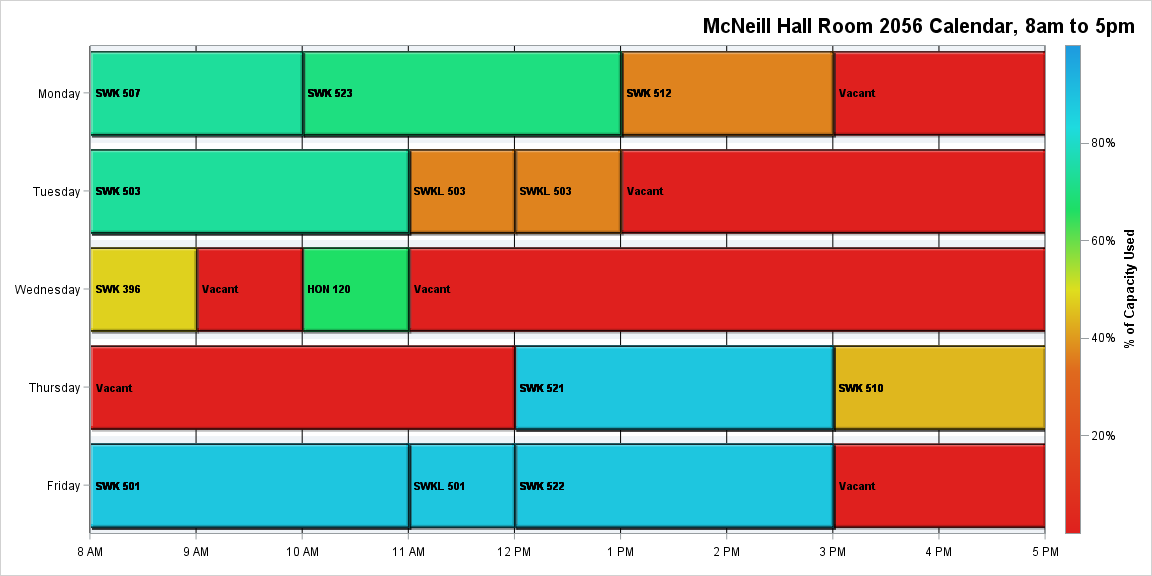 McNeill Hall Room 2056 Calendar, 8am to 5pm
Monday
SWK 507
SWK 523
SWK 512
Vacant
Tuesday
SWK 503
SWKL 503
SWKL 503
Vacant
Wednesday
SWK 396
Vacant
HON 120
Vacant
Thursday
Vacant
SWK 521
SWK 510
Friday
SWK 501
SWKL 501
SWK 522
Vacant
8 AM
9 AM
10 AM
11 AM
12 PM
1 PM
2 PM
3 PM
4 PM
5 PM
80%
60%
40%
20%
% of Capacity Used